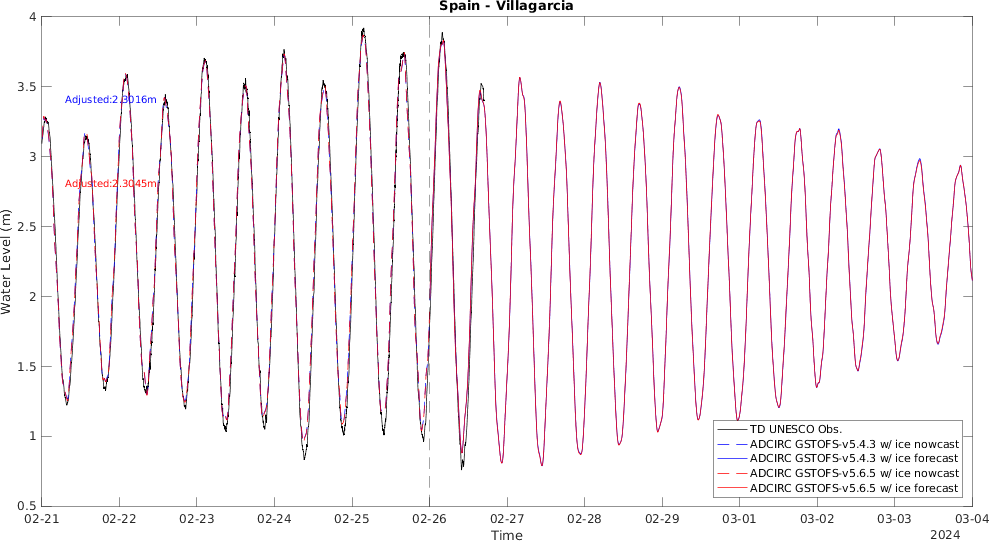 Spain - Villagarcia
4
3.5
3
2.5
2
1.5
1
0.5
Water Level (m)
Adjusted:2.3016m
Adjusted:2.3045m
TD UNESCO Obs.
ADCIRC GSTOFS-v5.4.3 w/ ice nowcast
ADCIRC GSTOFS-v5.4.3 w/ ice forecast
ADCIRC GSTOFS-v5.6.5 w/ ice nowcast
ADCIRC GSTOFS-v5.6.5 w/ ice forecast
02-21 02-22 02-23 02-24 02-25 02-26 02-27 02-28 02-29 03-01 03-02 03-03 03-04
Time
2024